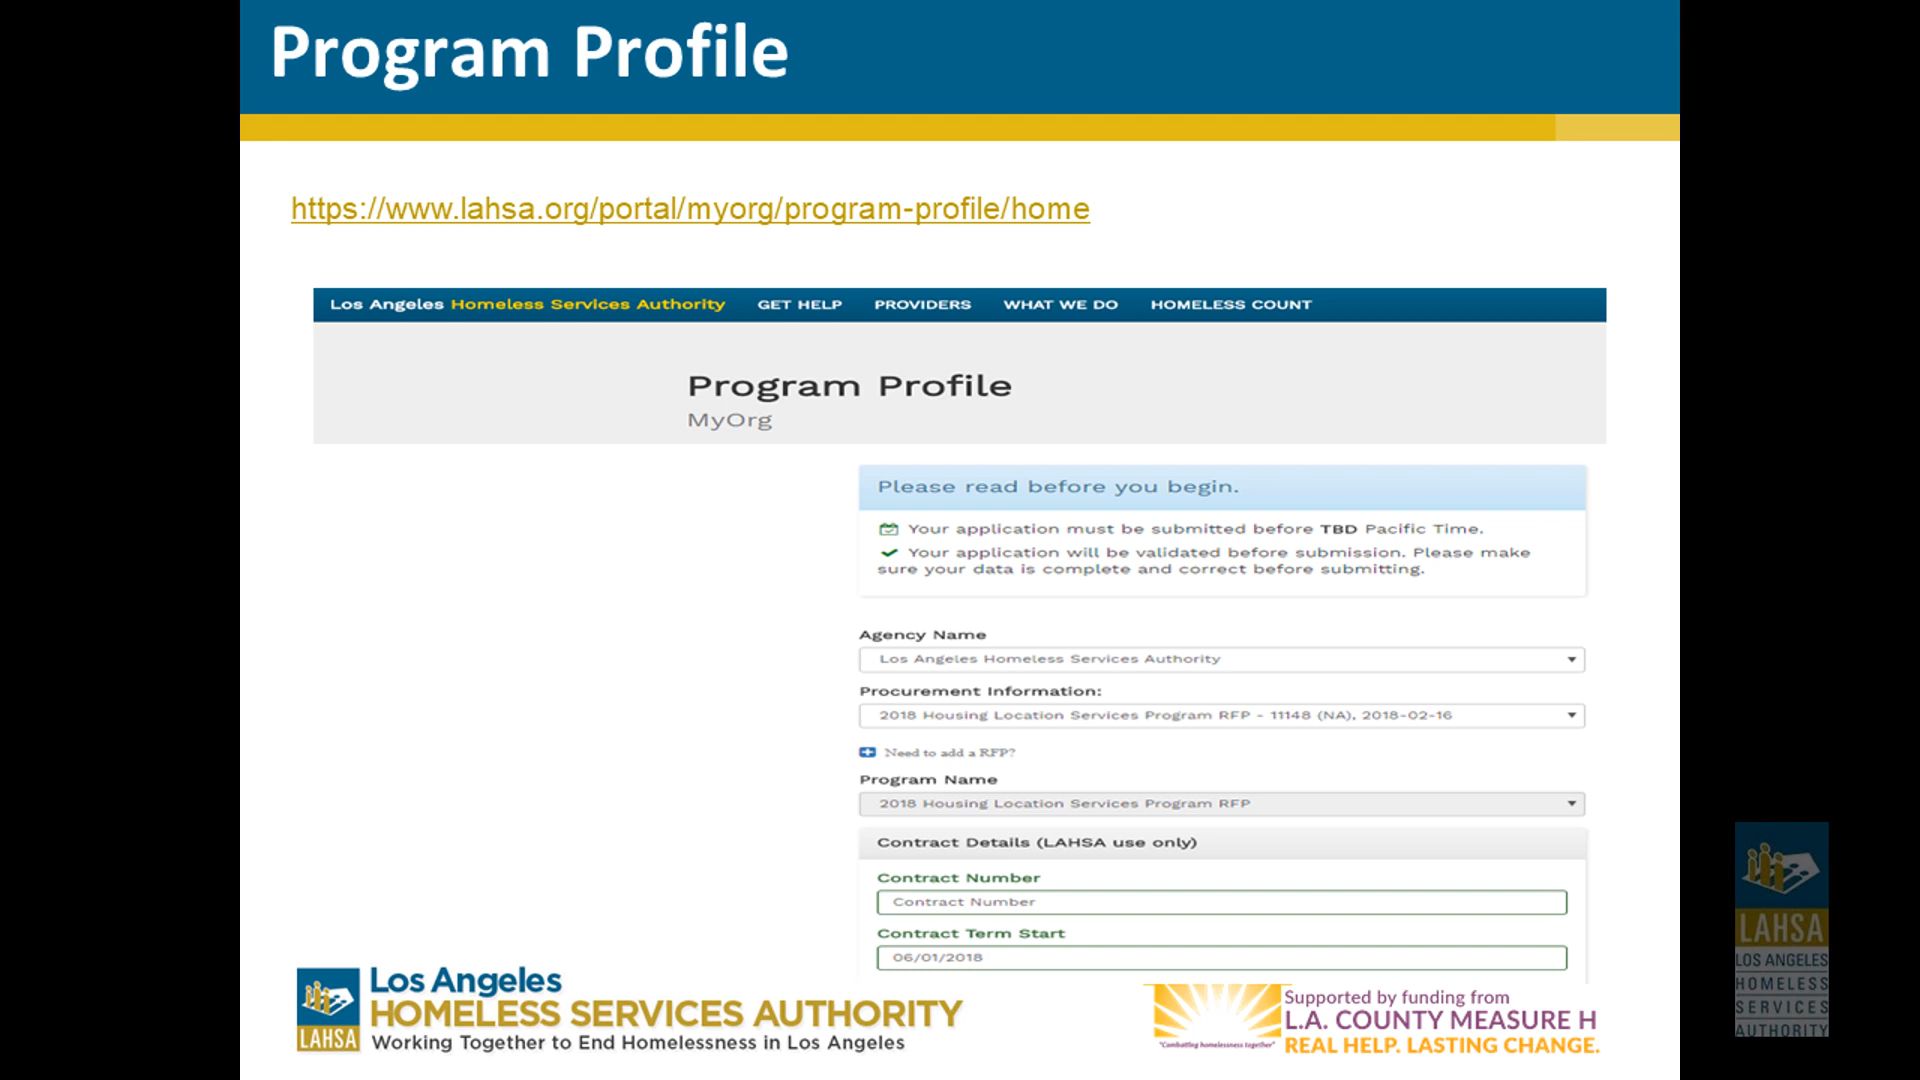 Program Profile
https://www.lahsa.org/portal/myorg/program-profile/home
Los Angeles Homeless Services Authority GET HELP PROVIDERS WHAT WE DO HOMELESS COUNT
Program Profile
MyOrg
Please read before you begin.
Your application must be submitted before TBD Pacific Time.
Your application will be validated before submission. Please make
sure your data is complete and correct before submitting.
Agency Name
Los Angeles Homeless Services Authority
Procurement Information:
2018 Housing Location Services Program RFP - 11148 (NA), 2018-02-16
Need to add a RFP?
Program Name
2018 Housing Location Services Program RFP
Contract Details (LAHSA use only)
Contract Number
Contract Number
Contract Term Start
06/01/2018
LAHSA
Los Angeles
HOMELESS SERVICES AUTHORITY
Working Together to End Homelessness in Los Angeles
"Combatting homelessness together"
Supported by funding from
L.A. COUNTY MEASURE H
REAL HELP. LASTING CHANGE.
LAHSA
LOS ANGELES
HOMELESS
SERVICES
AUTHORITY